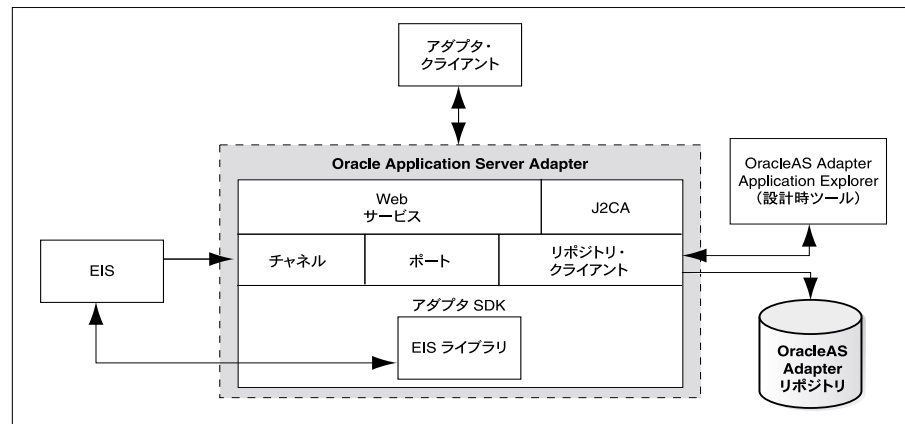 アダプタ・
クライアント
Oracle Application Server Adapter
Web
サービス
J2CA
チャネル
ポート
リポジトリ・
クライアント
アダプタ SDK
EIS ライブラリ
EIS
OracleAS Adapter
Application Explorer
（設計時ツール）
OracleAS
Adapter
リポジトリ